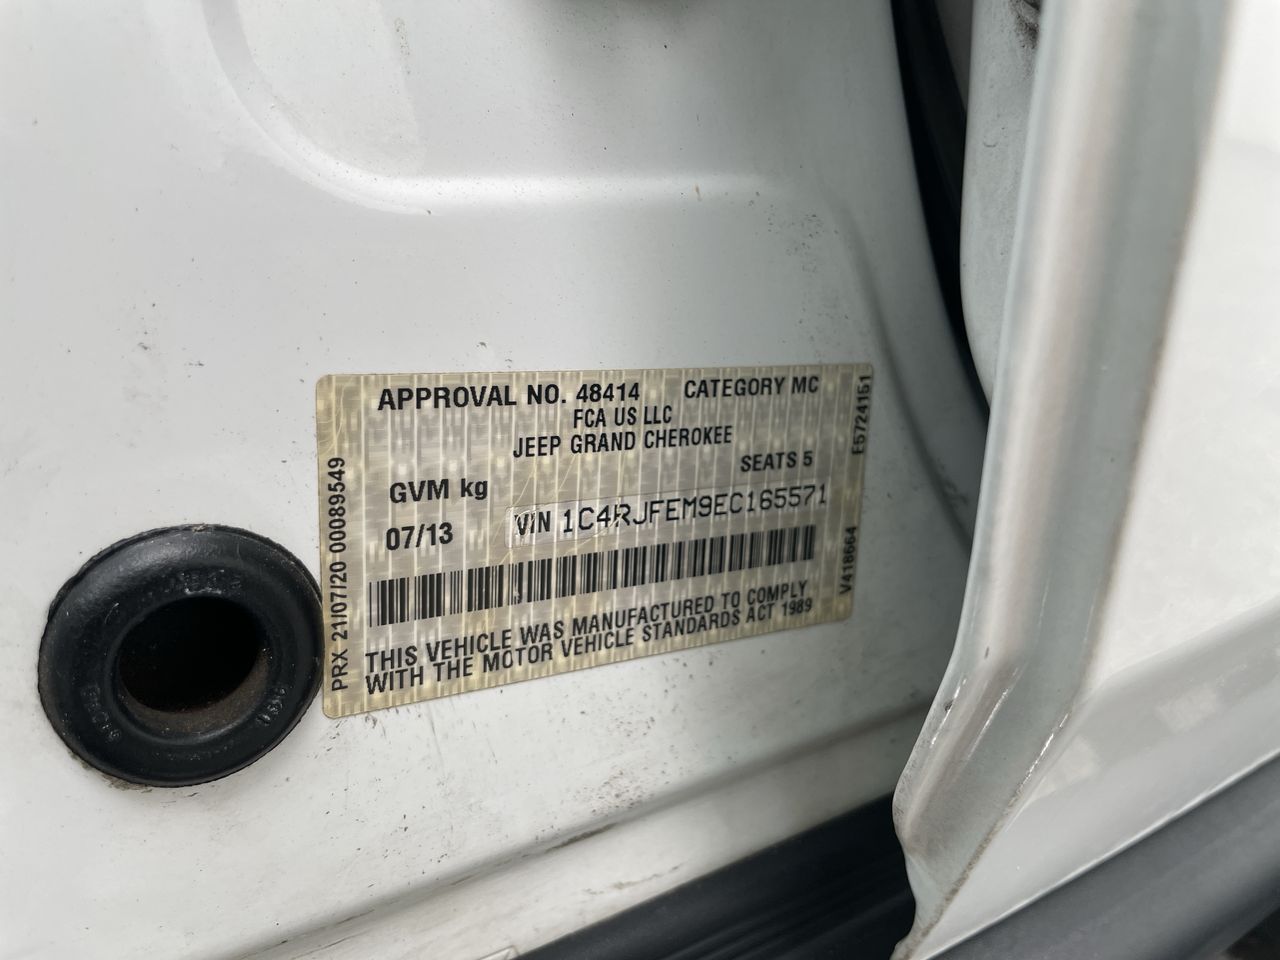 APPROVAL NO. 48414 CATEGORY MC
FCA US LLC
JEEP GRAND CHEROKEE
SEATS 5
GVM kg
07/13 VIN 1C4RJFEM9EC165571
THIS VEHICLE WAS MANUFACTURED TO COMPLY
WITH THE MOTOR VEHICLE STANDARDS ACT 1989
PRX 21/07/20 00089549
V418664 E5724151